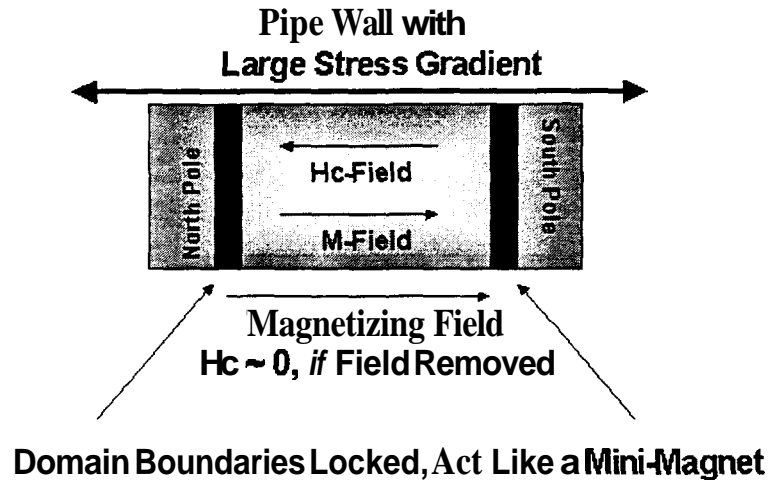 Pipe Wall with
Large Stress Gradient
North Pole
Hc-Field
M-Field
South Pole
Magnetizing Field
Hc ~ 0, if Field Removed
Domain Boundaries Locked, Act Like a Mini-Magnet